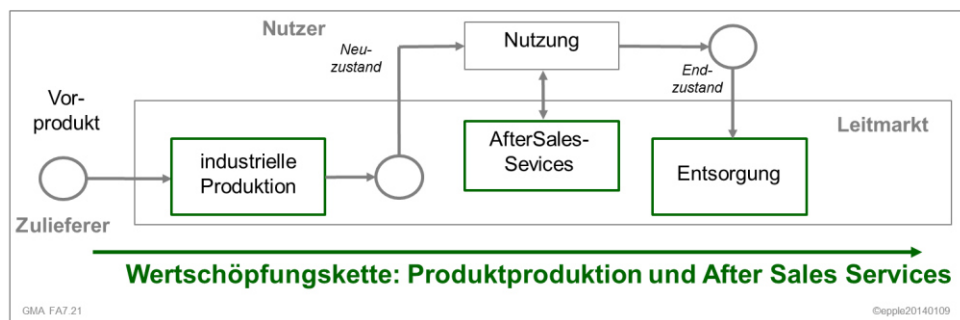 Nutzer
Neu-
zustand
Nutzung
End-
zustand
Vor-
produkt
Leitmarkt
industrielle
Produktion
AfterSales-
Sevices
Entsorgung
Zulieferer
Wertschöpfungskette: Produktproduktion und After Sales Services
GMA FA7.21
©epple20140109